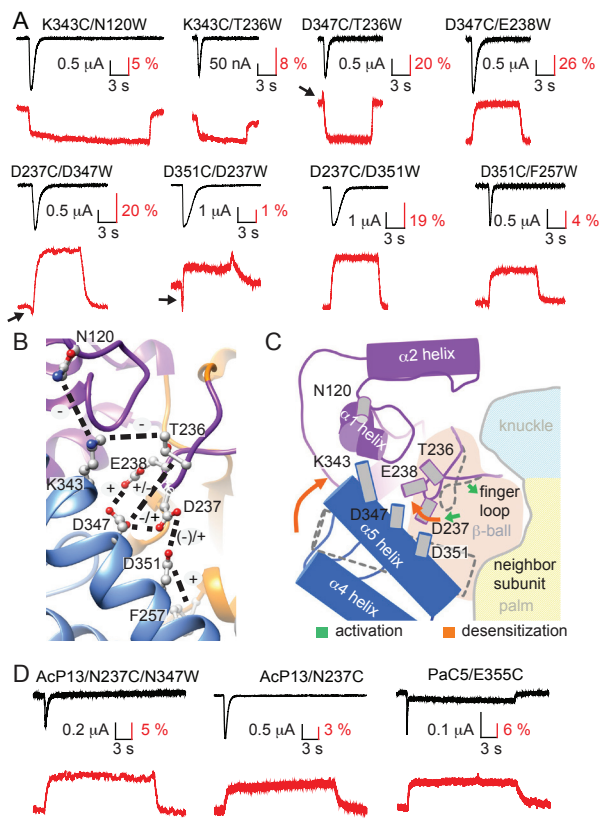 A
K343C/N120W K343C/T236W D347C/T236W D347C/E238W
0.5 µA 5 % 50 nA 8 % 0.5 µA 20 % 0.5 µA 26 %
3 s 3 s 3 s 3 s
D237C/D347W D351C/D237W D237C/D351W D351C/F257W
0.5 µA 20 % 1 µA 1 % 1 µA 19 % 0.5 µA 4 %
3 s 3 s 3 s 3 s
B
N120
-
-
T236
K343
E238
+
+/-
D237
-/+
D347
(-)/+
D351
+
F257
C
α2 helix
N120
α1 helix
knuckle
T236
K343
E238
finger
loop
D347
D237
β-ball
α5 helix
D351
neighbor
subunit
α4 helix
palm
activation desensitization
D
AcP13/N237C/N347W AcP13/N237C PaC5/E355C
0.2 µA 5 % 0.5 µA 3 % 0.1 µA 6 %
3 s 3 s 3 s